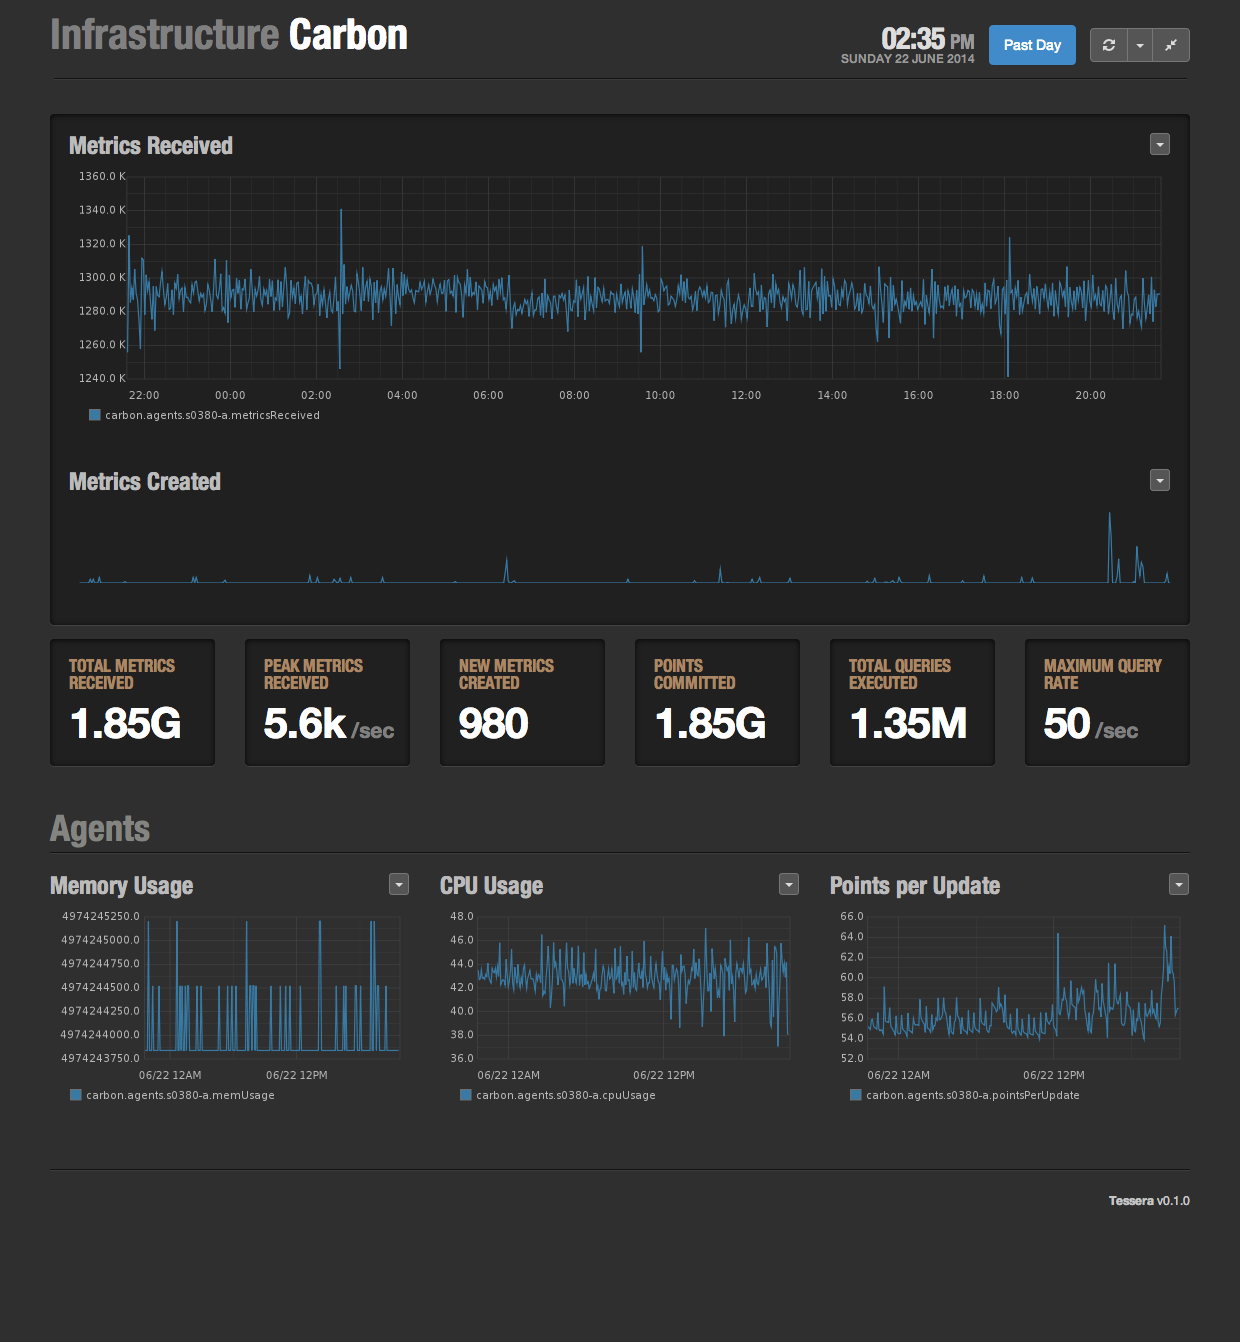 Infrastructure Carbon
02:35 PM
SUNDAY 22 JUNE 2014
Past Day
Metrics Received
1360.0 K
1340.0 K
1320.0 K
1300.0 K
1280.0 K
1260.0 K
1240.0 K
22:00 00:00 02:00 04:00 06:00 08:00 10:00 12:00 14:00 16:00 18:00 20:00
carbon.agents.s0380-a.metricsReceived
Metrics Created
TOTAL METRICS
RECEIVED
1.85G
PEAK METRICS
RECEIVED
5.6k /sec
NEW METRICS
CREATED
980
POINTS
COMMITTED
1.85G
TOTAL QUERIES
EXECUTED
1.35M
MAXIMUM QUERY
RATE
50 /sec
Agents
Memory Usage
4974245250.0
4974245000.0
4974244750.0
4974244500.0
4974244250.0
4974244000.0
4974243750.0
06/22 12AM 06/22 12PM
carbon.agents.s0380-a.memUsage
CPU Usage
48.0
46.0
44.0
42.0
40.0
38.0
36.0
06/22 12AM 06/22 12PM
carbon.agents.s0380-a.cpuUsage
Points per Update
66.0
64.0
62.0
60.0
58.0
56.0
54.0
52.0
06/22 12AM 06/22 12PM
carbon.agents.s0380-a.pointsPerUpdate
Tessera v0.1.0